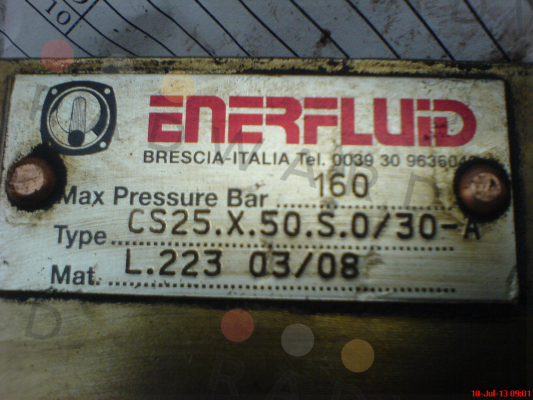 10
ENERFLUID
BRESCIA-ITALIA Tel. 0039 30
Max Pressure Bar 160
Type CS25.X.50.S.0/30-A
Mat. L.223 03/08
10-Jul-13 09:01